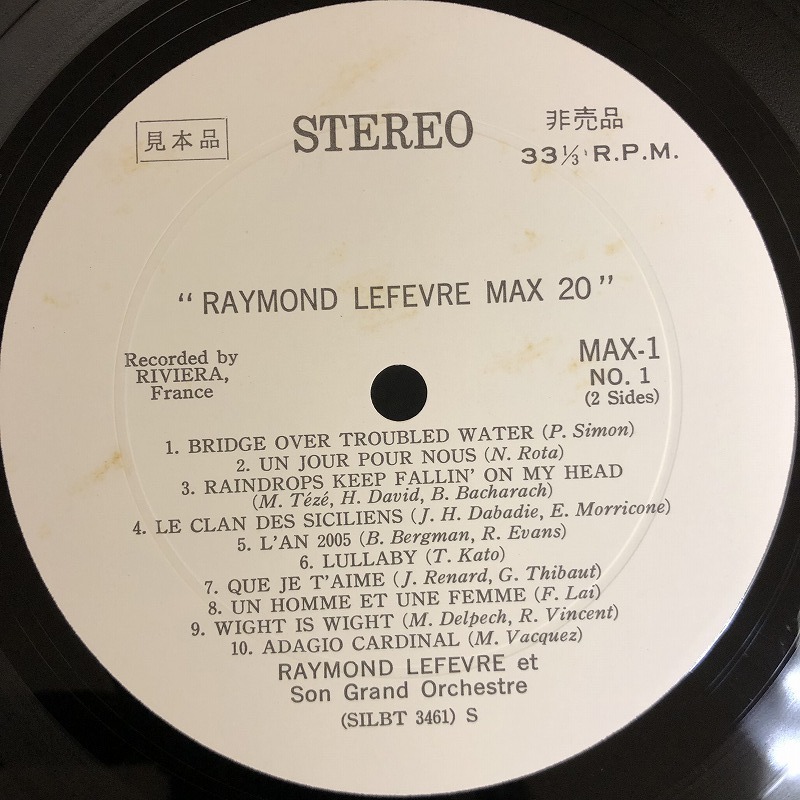 見本品
STEREO
非売品
33⅓ R.P.M.
“RAYMOND LEFEVRE MAX 20”
Recorded by
RIVIERA,
France
MAX-1
NO. 1
(2 Sides)
1. BRIDGE OVER TROUBLED WATER (P. Simon)
2. UN JOUR POUR NOUS (N. Rota)
3. RAINDROPS KEEP FALLIN’ ON MY HEAD
(M. Tézé, H. David, B. Bacharach)
4. LE CLAN DES SICILIENS (J. H. Dabadie, E. Morricone)
5. L’AN 2005 (B. Bergman, R. Evans)
6. LULLABY (T. Kato)
7. QUE JE T’AIME (J. Renard, G. Thibaut)
8. UN HOMME ET UNE FEMME (F. Lai)
9. WIGHT IS WIGHT (M. Delpech, R. Vincent)
10. ADAGIO CARDINAL (M. Vacquez)
RAYMOND LEFEVRE et
Son Grand Orchestre
(SILBT 3461) S